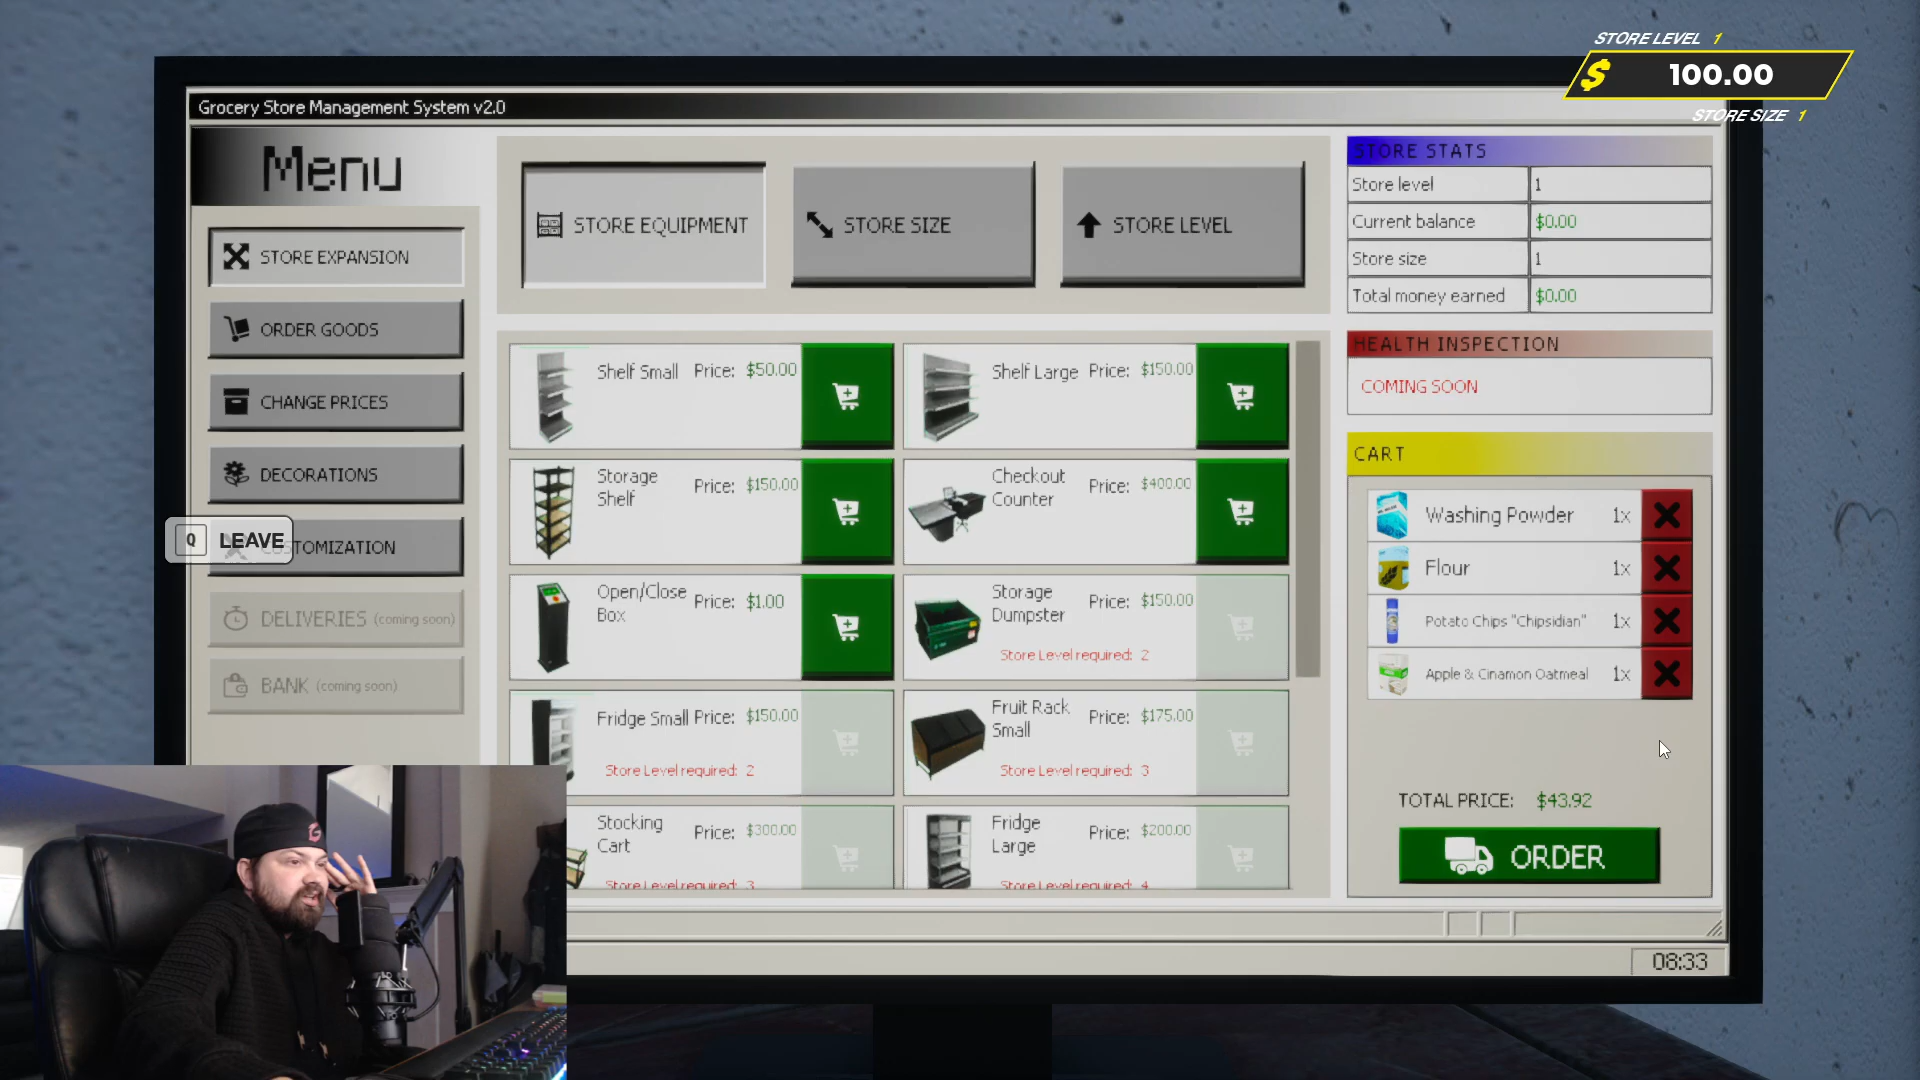 STORE LEVEL 1
$ 100.00
STORE SIZE 1
Grocery Store Management System v2.0
Menu
STORE EXPANSION
ORDER GOODS
CHANGE PRICES
DECORATIONS
Q LEAVE
DELIVERIES (coming soon)
BANK (coming soon)
STORE EQUIPMENT
STORE SIZE
STORE LEVEL
Shelf Small Price: $50.00
Shelf Large Price: $150.00
Storage Shelf Price: $150.00
Checkout Counter Price: $400.00
Open/Close Box Price: $1.00
Storage Dumpster Price: $150.00
Store Level required: 2
Fridge Small Price: $150.00
Store Level required: 2
Fruit Rack Small Price: $175.00
Store Level required: 3
Stocking Cart Price: $300.00
Store Level required: 3
Fridge Large Price: $200.00
Store Level required: 4
STORE STATS
Store level 1
Current balance $0.00
Store size 1
Total money earned $0.00
HEALTH INSPECTION
COMING SOON
CART
Washing Powder 1x
Flour 1x
Potato Chips "Chipsidian" 1x
Apple & Cinamon Oatmeal 1x
TOTAL PRICE: $43.92
ORDER
08:33